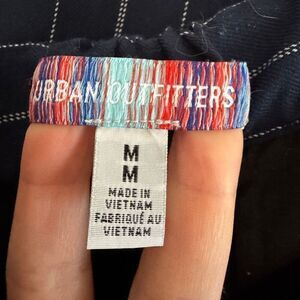 URBAN OUTFITTERS
M
M
MADE IN
VIETNAM
FABRIQUÉ AU
VIETNAM